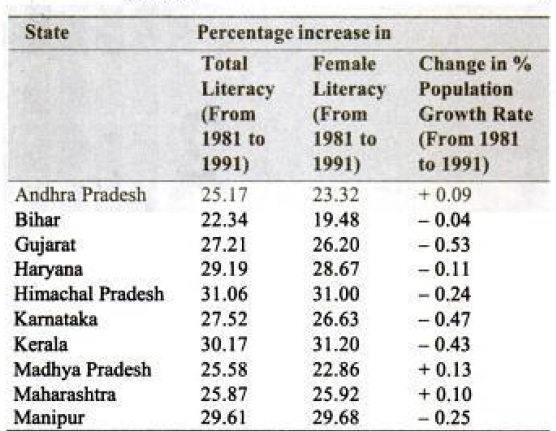 State Percentage increase in
Total Female Change in %
Literacy Literacy Population
(From (From Growth Rate
1981 to 1981 to (From 1981
1991) 1991) to 1991)
Andhra Pradesh 25.17 23.32 + 0.09
Bihar 22.34 19.48 – 0.04
Gujarat 27.21 26.20 – 0.53
Haryana 29.19 28.67 – 0.11
Himachal Pradesh 31.06 31.00 – 0.24
Karnataka 27.52 26.63 – 0.47
Kerala 30.17 31.20 – 0.43
Madhya Pradesh 25.58 22.86 + 0.13
Maharashtra 25.87 25.92 + 0.10
Manipur 29.61 29.68 – 0.25